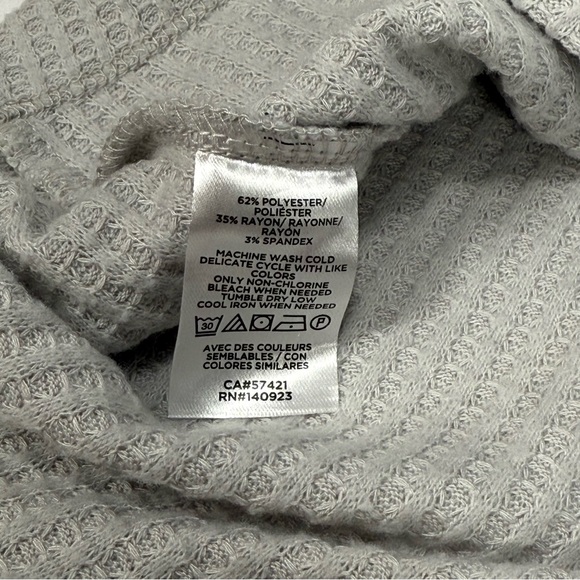 62% POLYESTER/
POLIÉSTER
35% RAYON/ RAYONNE/
RAYÓN
3% SPANDEX
MACHINE WASH COLD
DELICATE CYCLE WITH LIKE
COLORS
ONLY NON-CHLORINE
BLEACH WHEN NEEDED
TUMBLE DRY LOW
COOL IRON WHEN NEEDED
30 P
AVEC DES COULEURS
SEMBLABLES / CON
COLORES SIMILARES
CA#57421
RN#140923